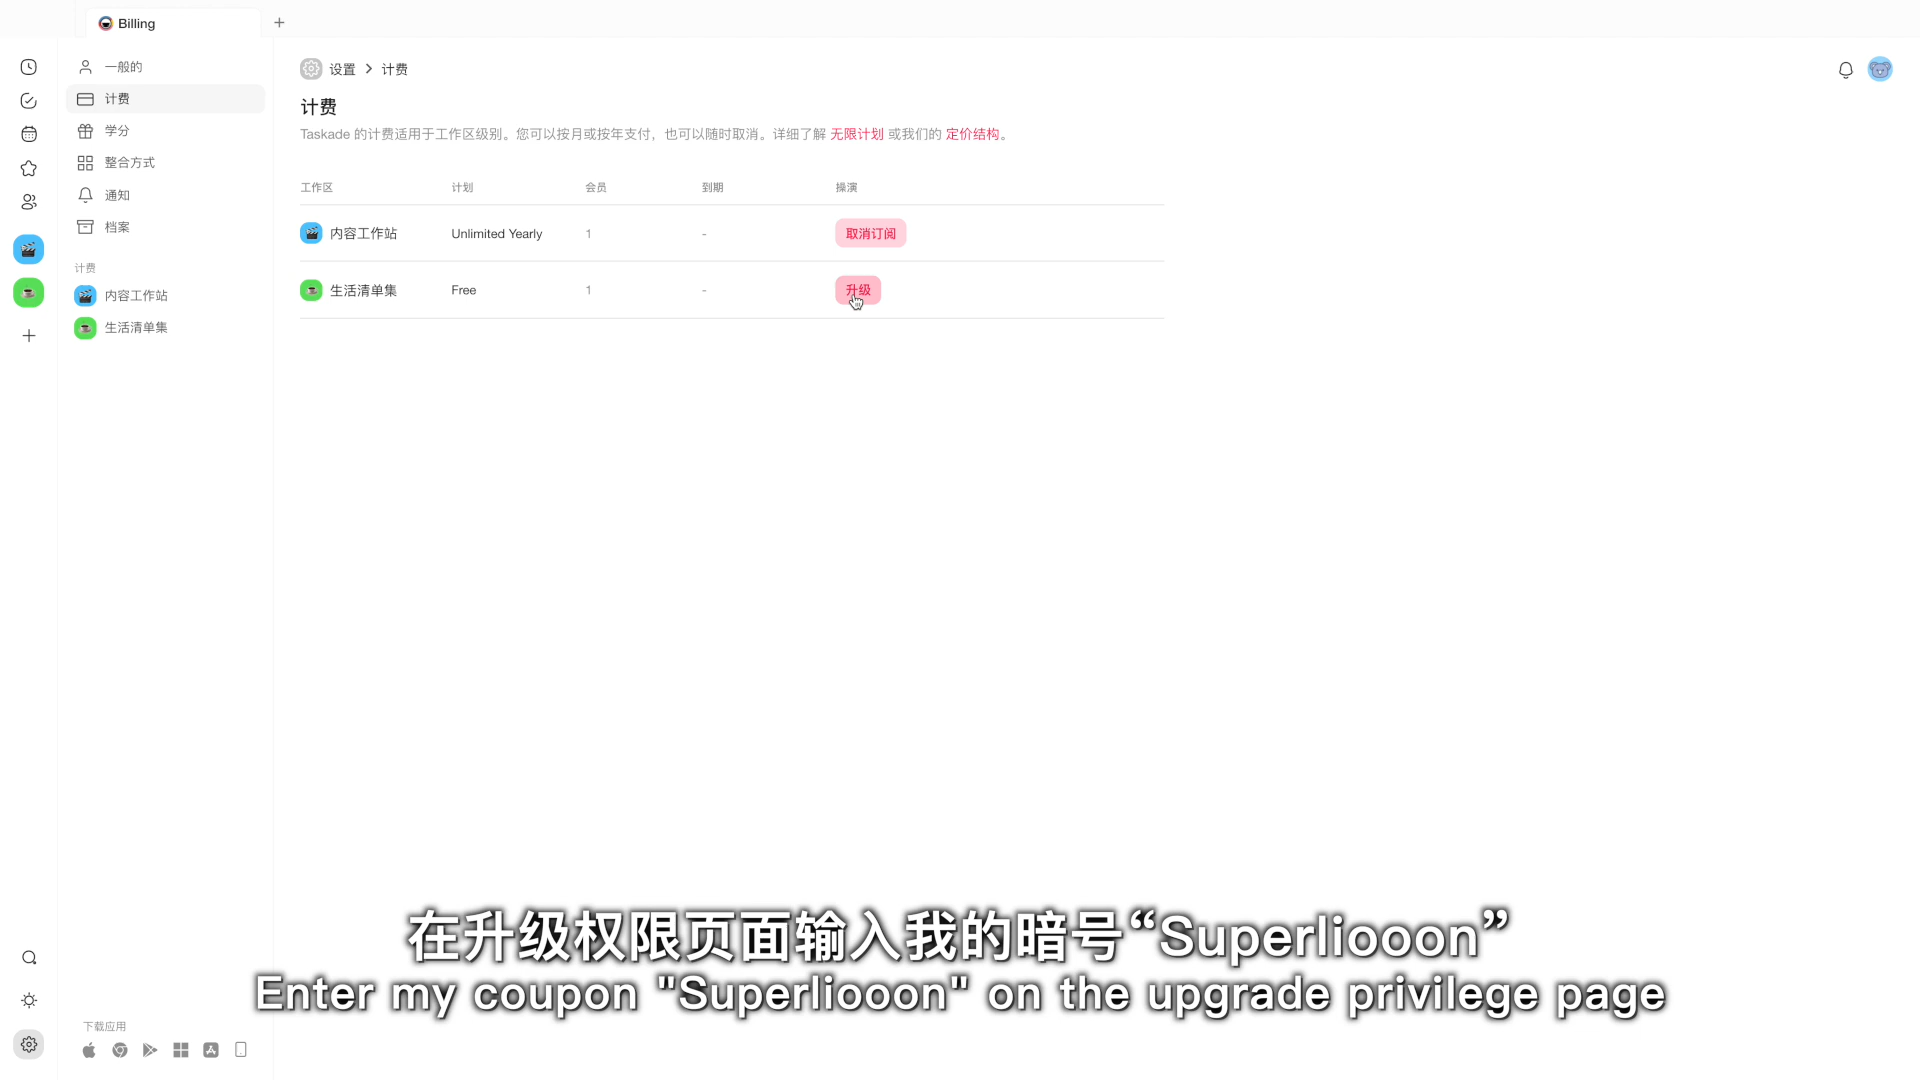 Billing
一般的
计费
学分
整合方式
通知
档案
计费
内容工作站
生活清单集
下载应用
设置 > 计费
计费
Taskade 的计费适用于工作区级别。您可以按月或按年支付，也可以随时取消。详细了解 无限计划 或我们的 定价结构。
工作区 计划 会员 到期 操演
内容工作站 Unlimited Yearly 1 - 取消订阅
生活清单集 Free 1 - 升级
在升级权限页面输入我的暗号“Superliooon”
Enter my coupon "Superliooon" on the upgrade privilege page